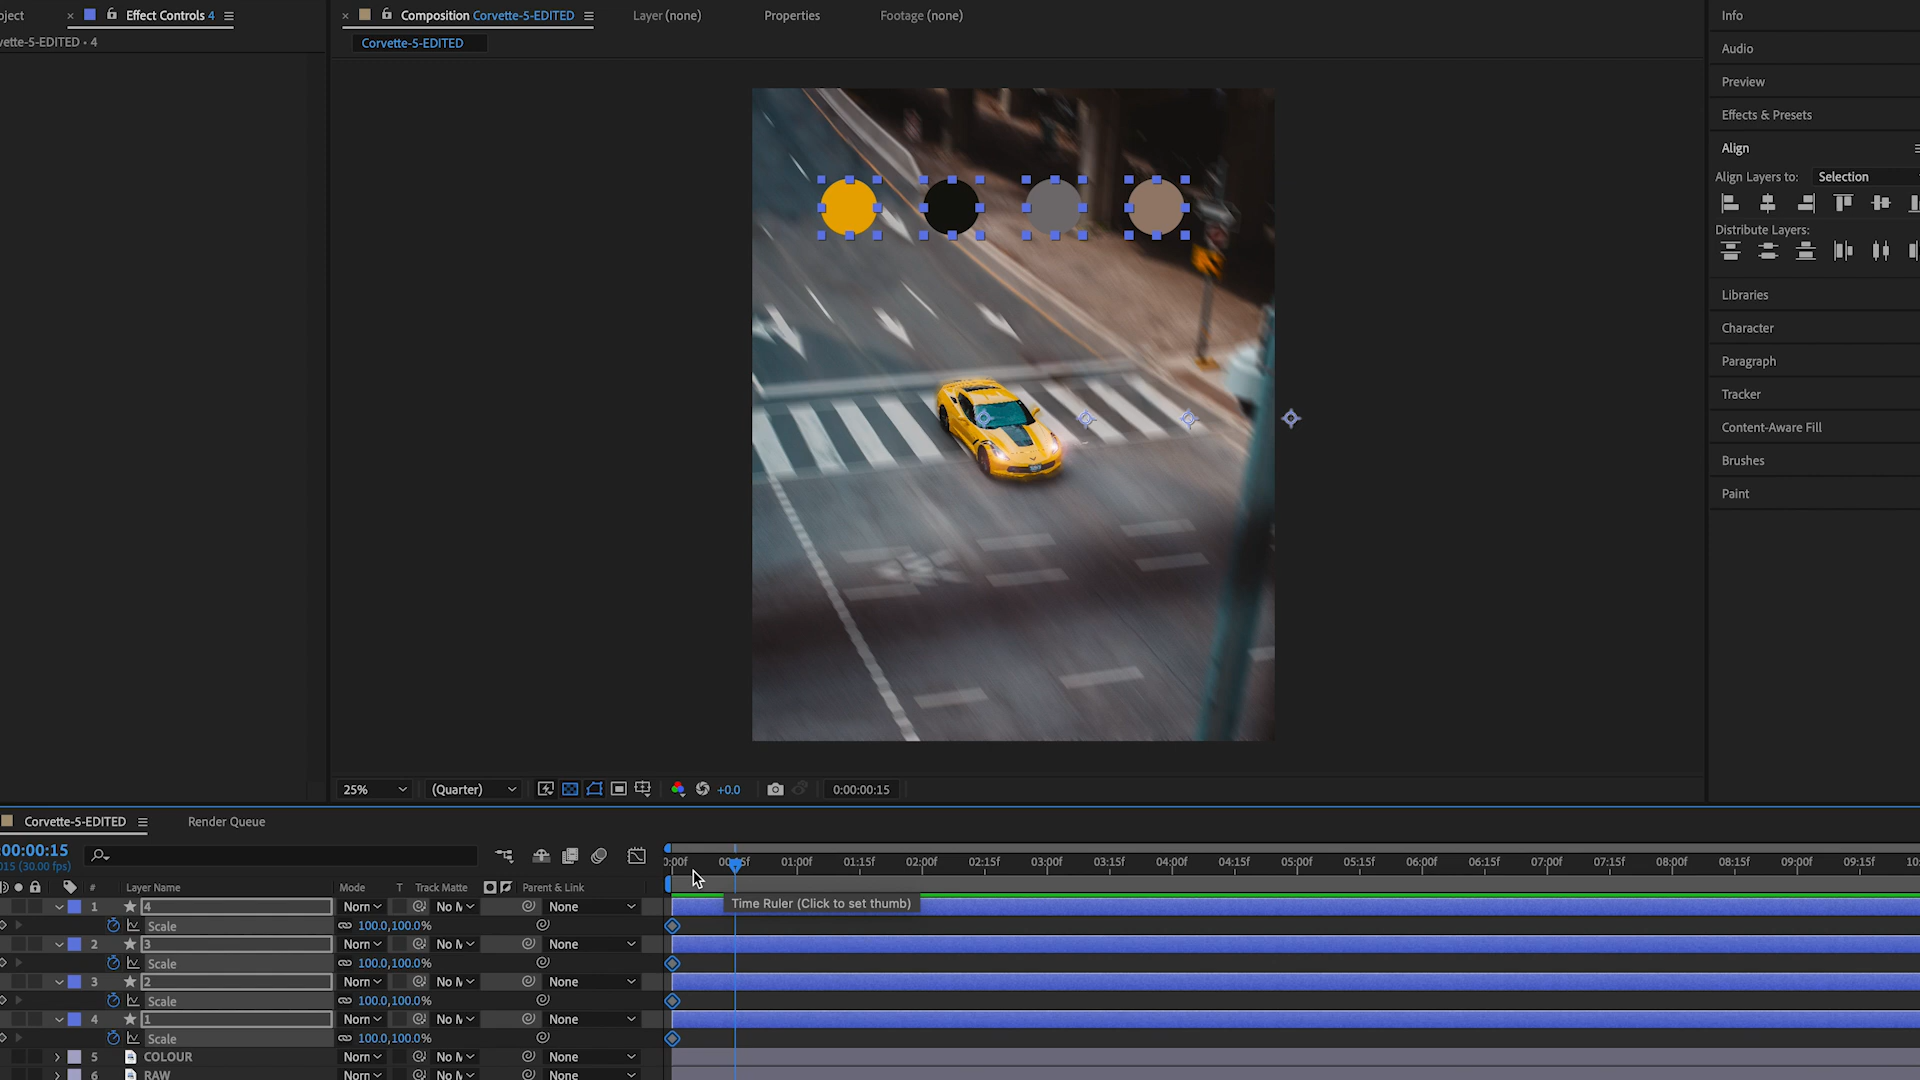 oject
Effect Controls 4
Composition Corvette-5-EDITED
Layer (none)
Properties
Footage (none)
Info
vette-5-EDITED • 4
Corvette-5-EDITED
Audio
Preview
Effects & Presets
Align
Align Layers to:
Selection
Distribute Layers:
Libraries
Character
Paragraph
Tracker
Content-Aware Fill
Brushes
Paint
25%
(Quarter)
+0.0
0:00:00:15
Corvette-5-EDITED
Render Queue
:00:00:15
015 (30.00 fps)
):00f 00:15f 01:00f 01:15f 02:00f 02:15f 03:00f 03:15f 04:00f 04:15f 05:00f 05:15f 06:00f 06:15f 07:00f 07:15f 08:00f 08:15f 09:00f 09:15f 10:
# Layer Name Mode T Track Matte Parent & Link
1 4 Norn No M None
Time Ruler (Click to set thumb)
Scale 100.0,100.0%
2 3 Norn No M None
Scale 100.0,100.0%
3 2 Norn No M None
Scale 100.0,100.0%
4 1 Norn No M None
Scale 100.0,100.0%
5 COLOUR Norn No M None
6 RAW Norn No M None